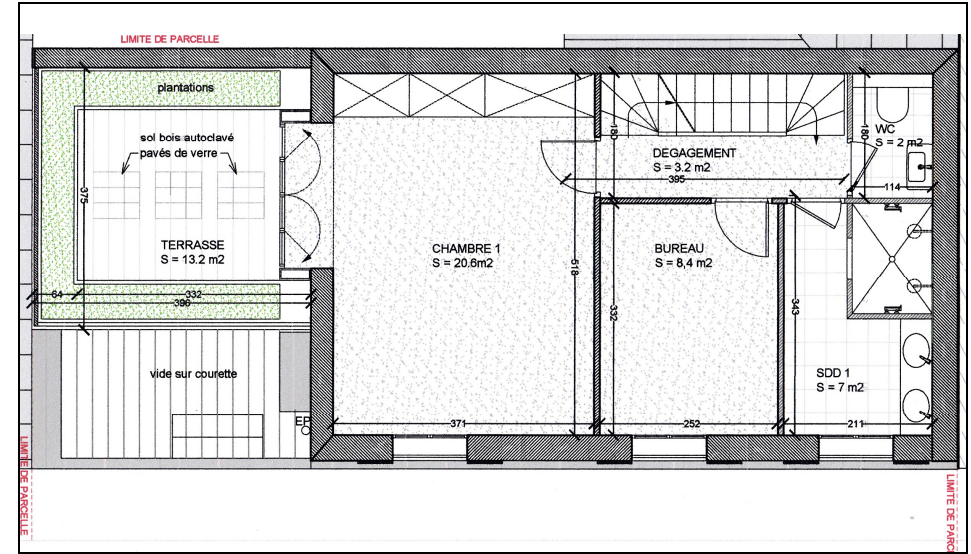 LIMITE DE PARCELLE
plantations
sol bois autoclavé
pavés de verre
375
TERRASSE
S = 13.2 m2
64
332
396
vide sur courette
CHAMBRE 1
S = 20.6m2
518
371
180
DEGAGEMENT
S = 3.2 m2
395
WC
S = 2 m2
180
114
BUREAU
S = 8,4 m2
332
252
343
SDD 1
S = 7 m2
211
LIMITE DE PARCELLE
LIMITE DE PARC